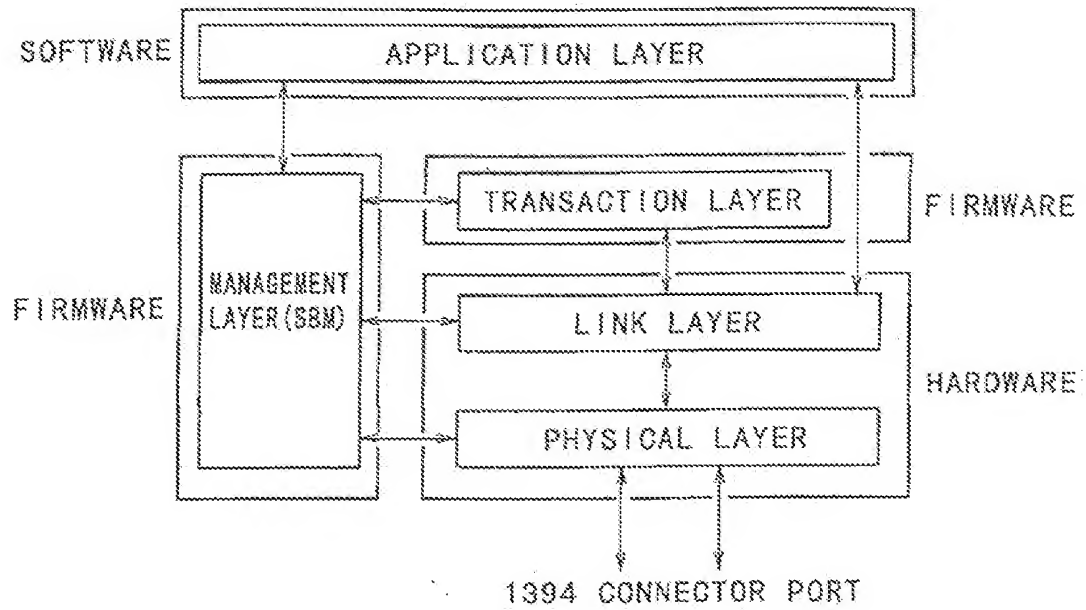 SOFTWARE
APPLICATION LAYER
TRANSACTION LAYER
FIRMWARE
MANAGEMENT
LAYER(SBM)
FIRMWARE
LINK LAYER
HARDWARE
PHYSICAL LAYER
1394 CONNECTOR PORT